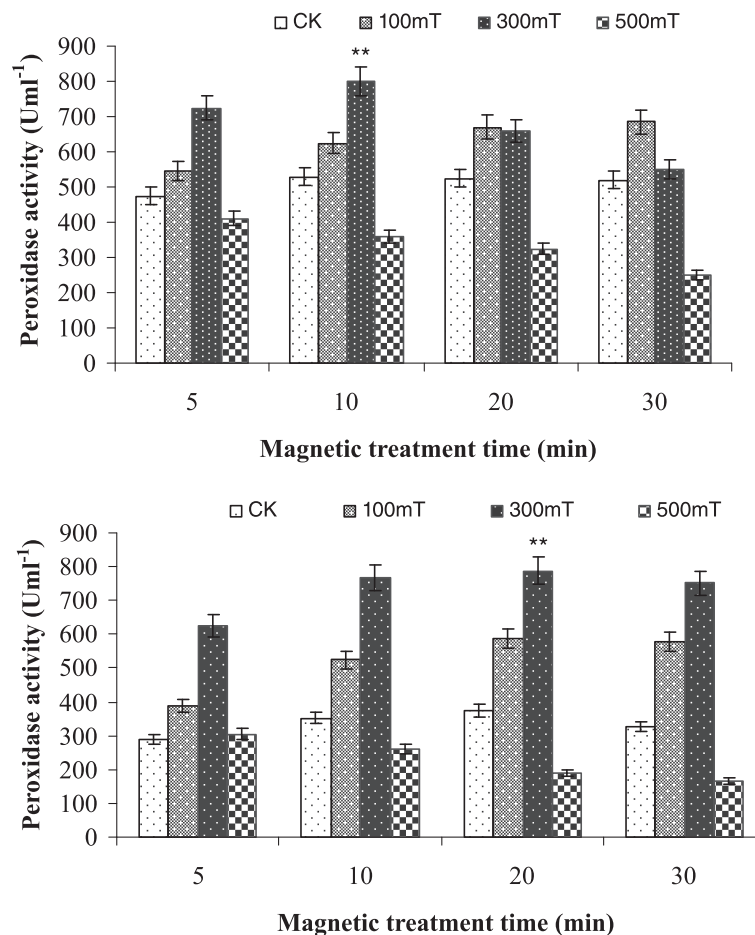 CK 100mT 300mT 500mT
900
800
700
600
500
400
300
200
100
0
Peroxidase activity (Uml⁻¹)
**
5 10 20 30
Magnetic treatment time (min)
CK 100mT 300mT 500mT
900
800
700
600
500
400
300
200
100
0
Peroxidase activity (Uml⁻¹)
**
5 10 20 30
Magnetic treatment time (min)